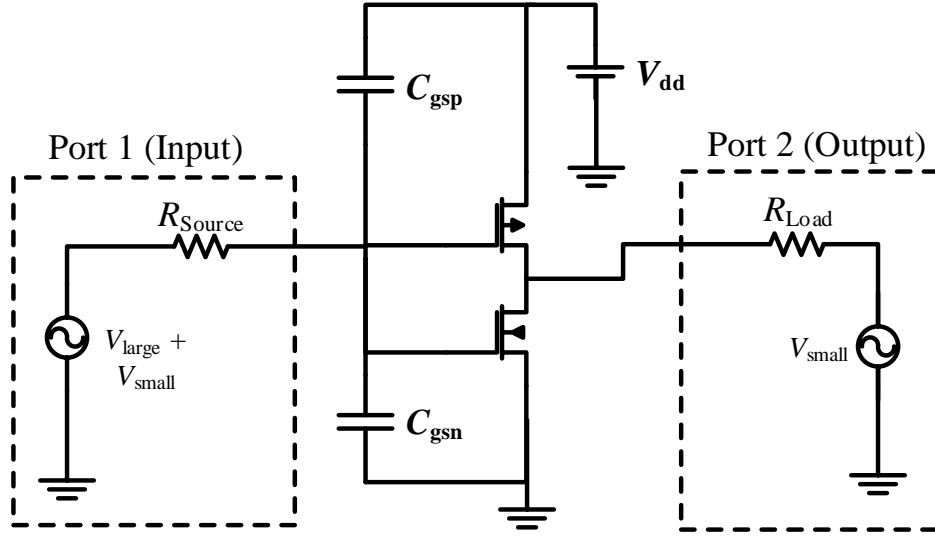 C_gsp
V_dd
Port 1 (Input)
Port 2 (Output)
R_Source
R_Load
V_large +
V_small
V_small
C_gsn